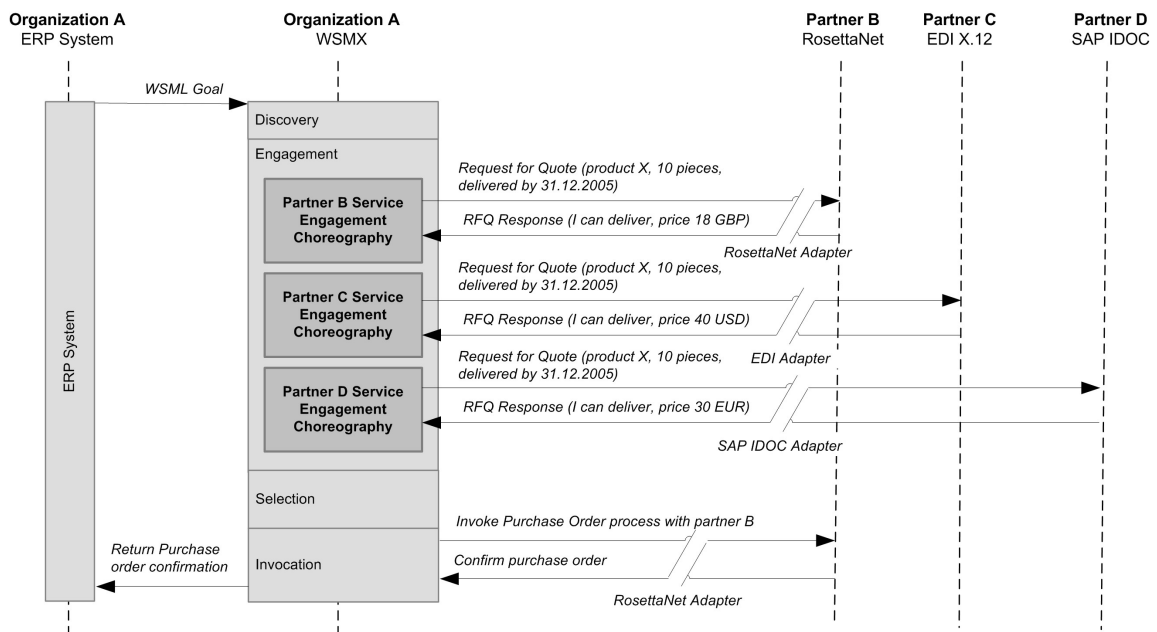 Organization A
ERP System
Organization A
WSMX
Partner B
RosettaNet
Partner C
EDI X.12
Partner D
SAP IDOC
WSML Goal
Discovery
Engagement
Partner B Service
Engagement
Choreography
Request for Quote (product X, 10 pieces,
delivered by 31.12.2005)
RFQ Response (I can deliver, price 18 GBP)
RosettaNet Adapter
Partner C Service
Engagement
Choreography
Request for Quote (product X, 10 pieces,
delivered by 31.12.2005)
RFQ Response (I can deliver, price 40 USD)
EDI Adapter
Partner D Service
Engagement
Choreography
Request for Quote (product X, 10 pieces,
delivered by 31.12.2005)
RFQ Response (I can deliver, price 30 EUR)
SAP IDOC Adapter
ERP System
Selection
Invocation
Invoke Purchase Order process with partner B
Confirm purchase order
RosettaNet Adapter
Return Purchase
order confirmation